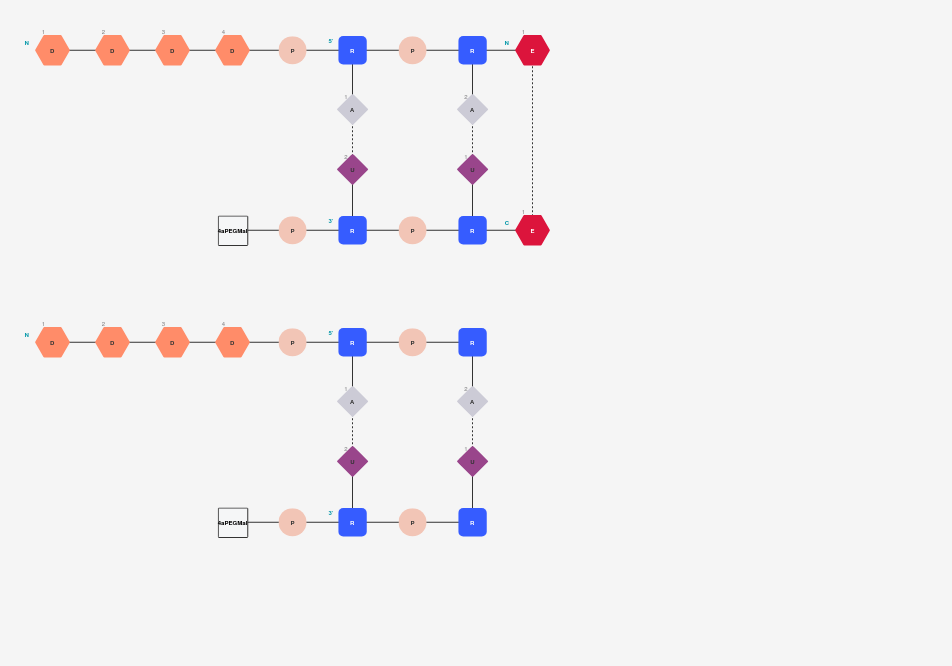 1 2 3 4 1
N D D D D P 5' R P R N E
1 A 2 A
2 U 1 U
1
4aPEGMal P 3' R P R C E
1 2 3 4
N D D D D P 5' R P R
1 A 2 A
2 U 1 U
4aPEGMal P 3' R P R